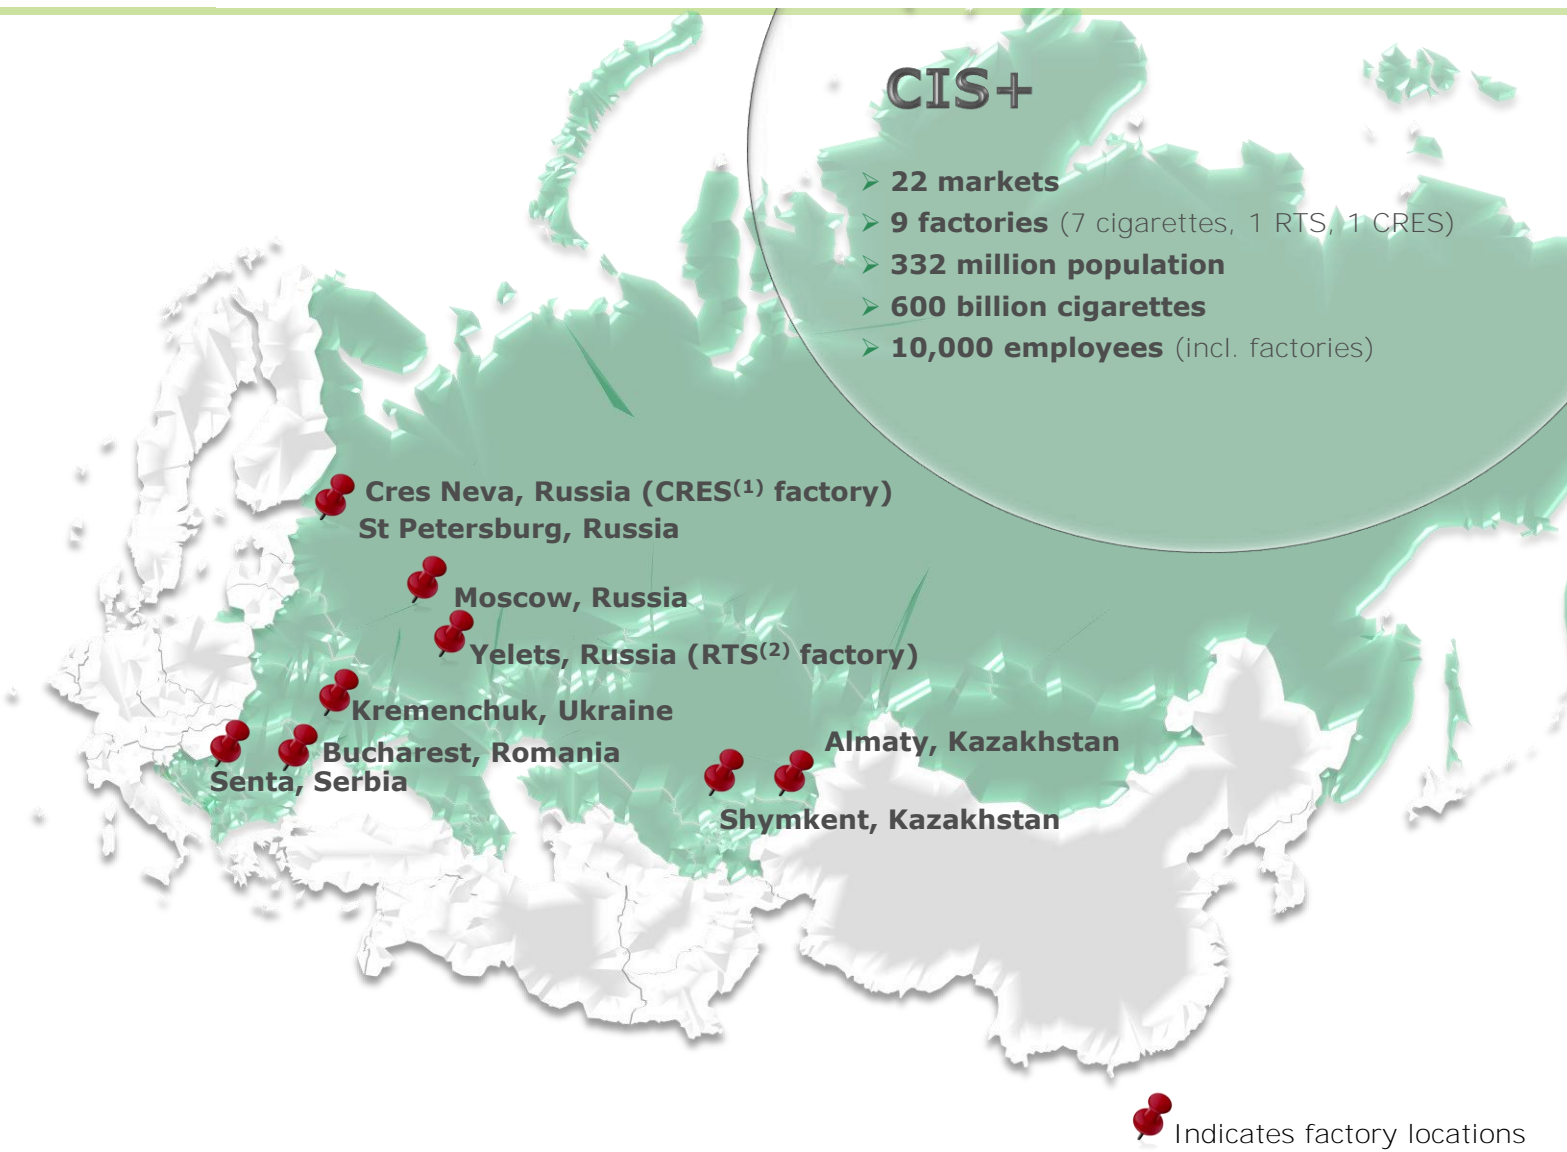 CIS+
➢ 22 markets
➢ 9 factories (7 cigarettes, 1 RTS, 1 CRES)
➢ 332 million population
➢ 600 billion cigarettes
➢ 10,000 employees (incl. factories)
Cres Neva, Russia (CRES(1) factory)
St Petersburg, Russia
Moscow, Russia
Yelets, Russia (RTS(2) factory)
Kremenchuk, Ukraine
Bucharest, Romania
Senta, Serbia
Almaty, Kazakhstan
Shymkent, Kazakhstan
Indicates factory locations